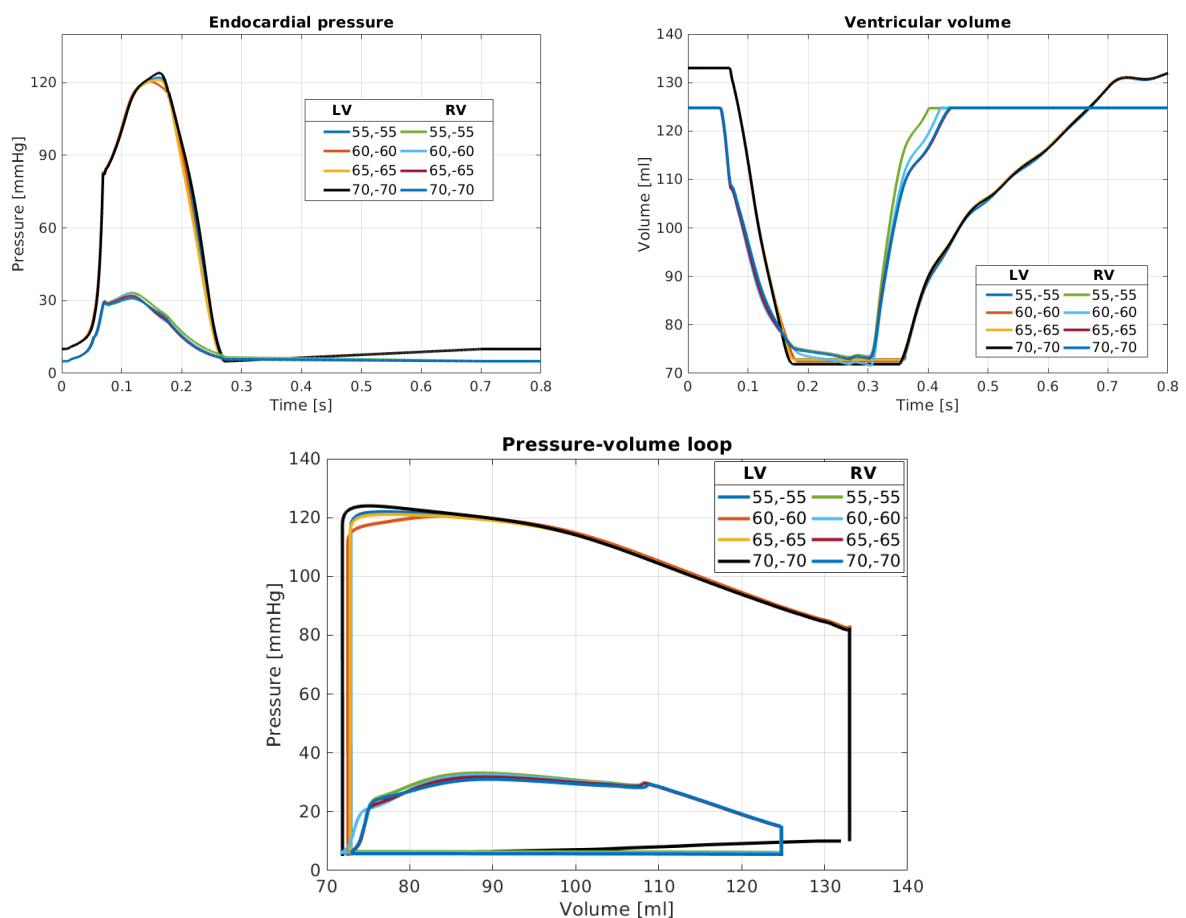 Endocardial pressure
Pressure [mmHg]
120
90
60
30
0
0 0.1 0.2 0.3 0.4 0.5 0.6 0.7 0.8
Time [s]
LV RV
55,-55 55,-55
60,-60 60,-60
65,-65 65,-65
70,-70 70,-70
Ventricular volume
Volume [ml]
140
130
120
110
100
90
80
70
0 0.1 0.2 0.3 0.4 0.5 0.6 0.7 0.8
Time [s]
LV RV
55,-55 55,-55
60,-60 60,-60
65,-65 65,-65
70,-70 70,-70
Pressure-volume loop
Pressure [mmHg]
140
120
100
80
60
40
20
0
70 80 90 100 110 120 130 140
Volume [ml]
LV RV
55,-55 55,-55
60,-60 60,-60
65,-65 65,-65
70,-70 70,-70